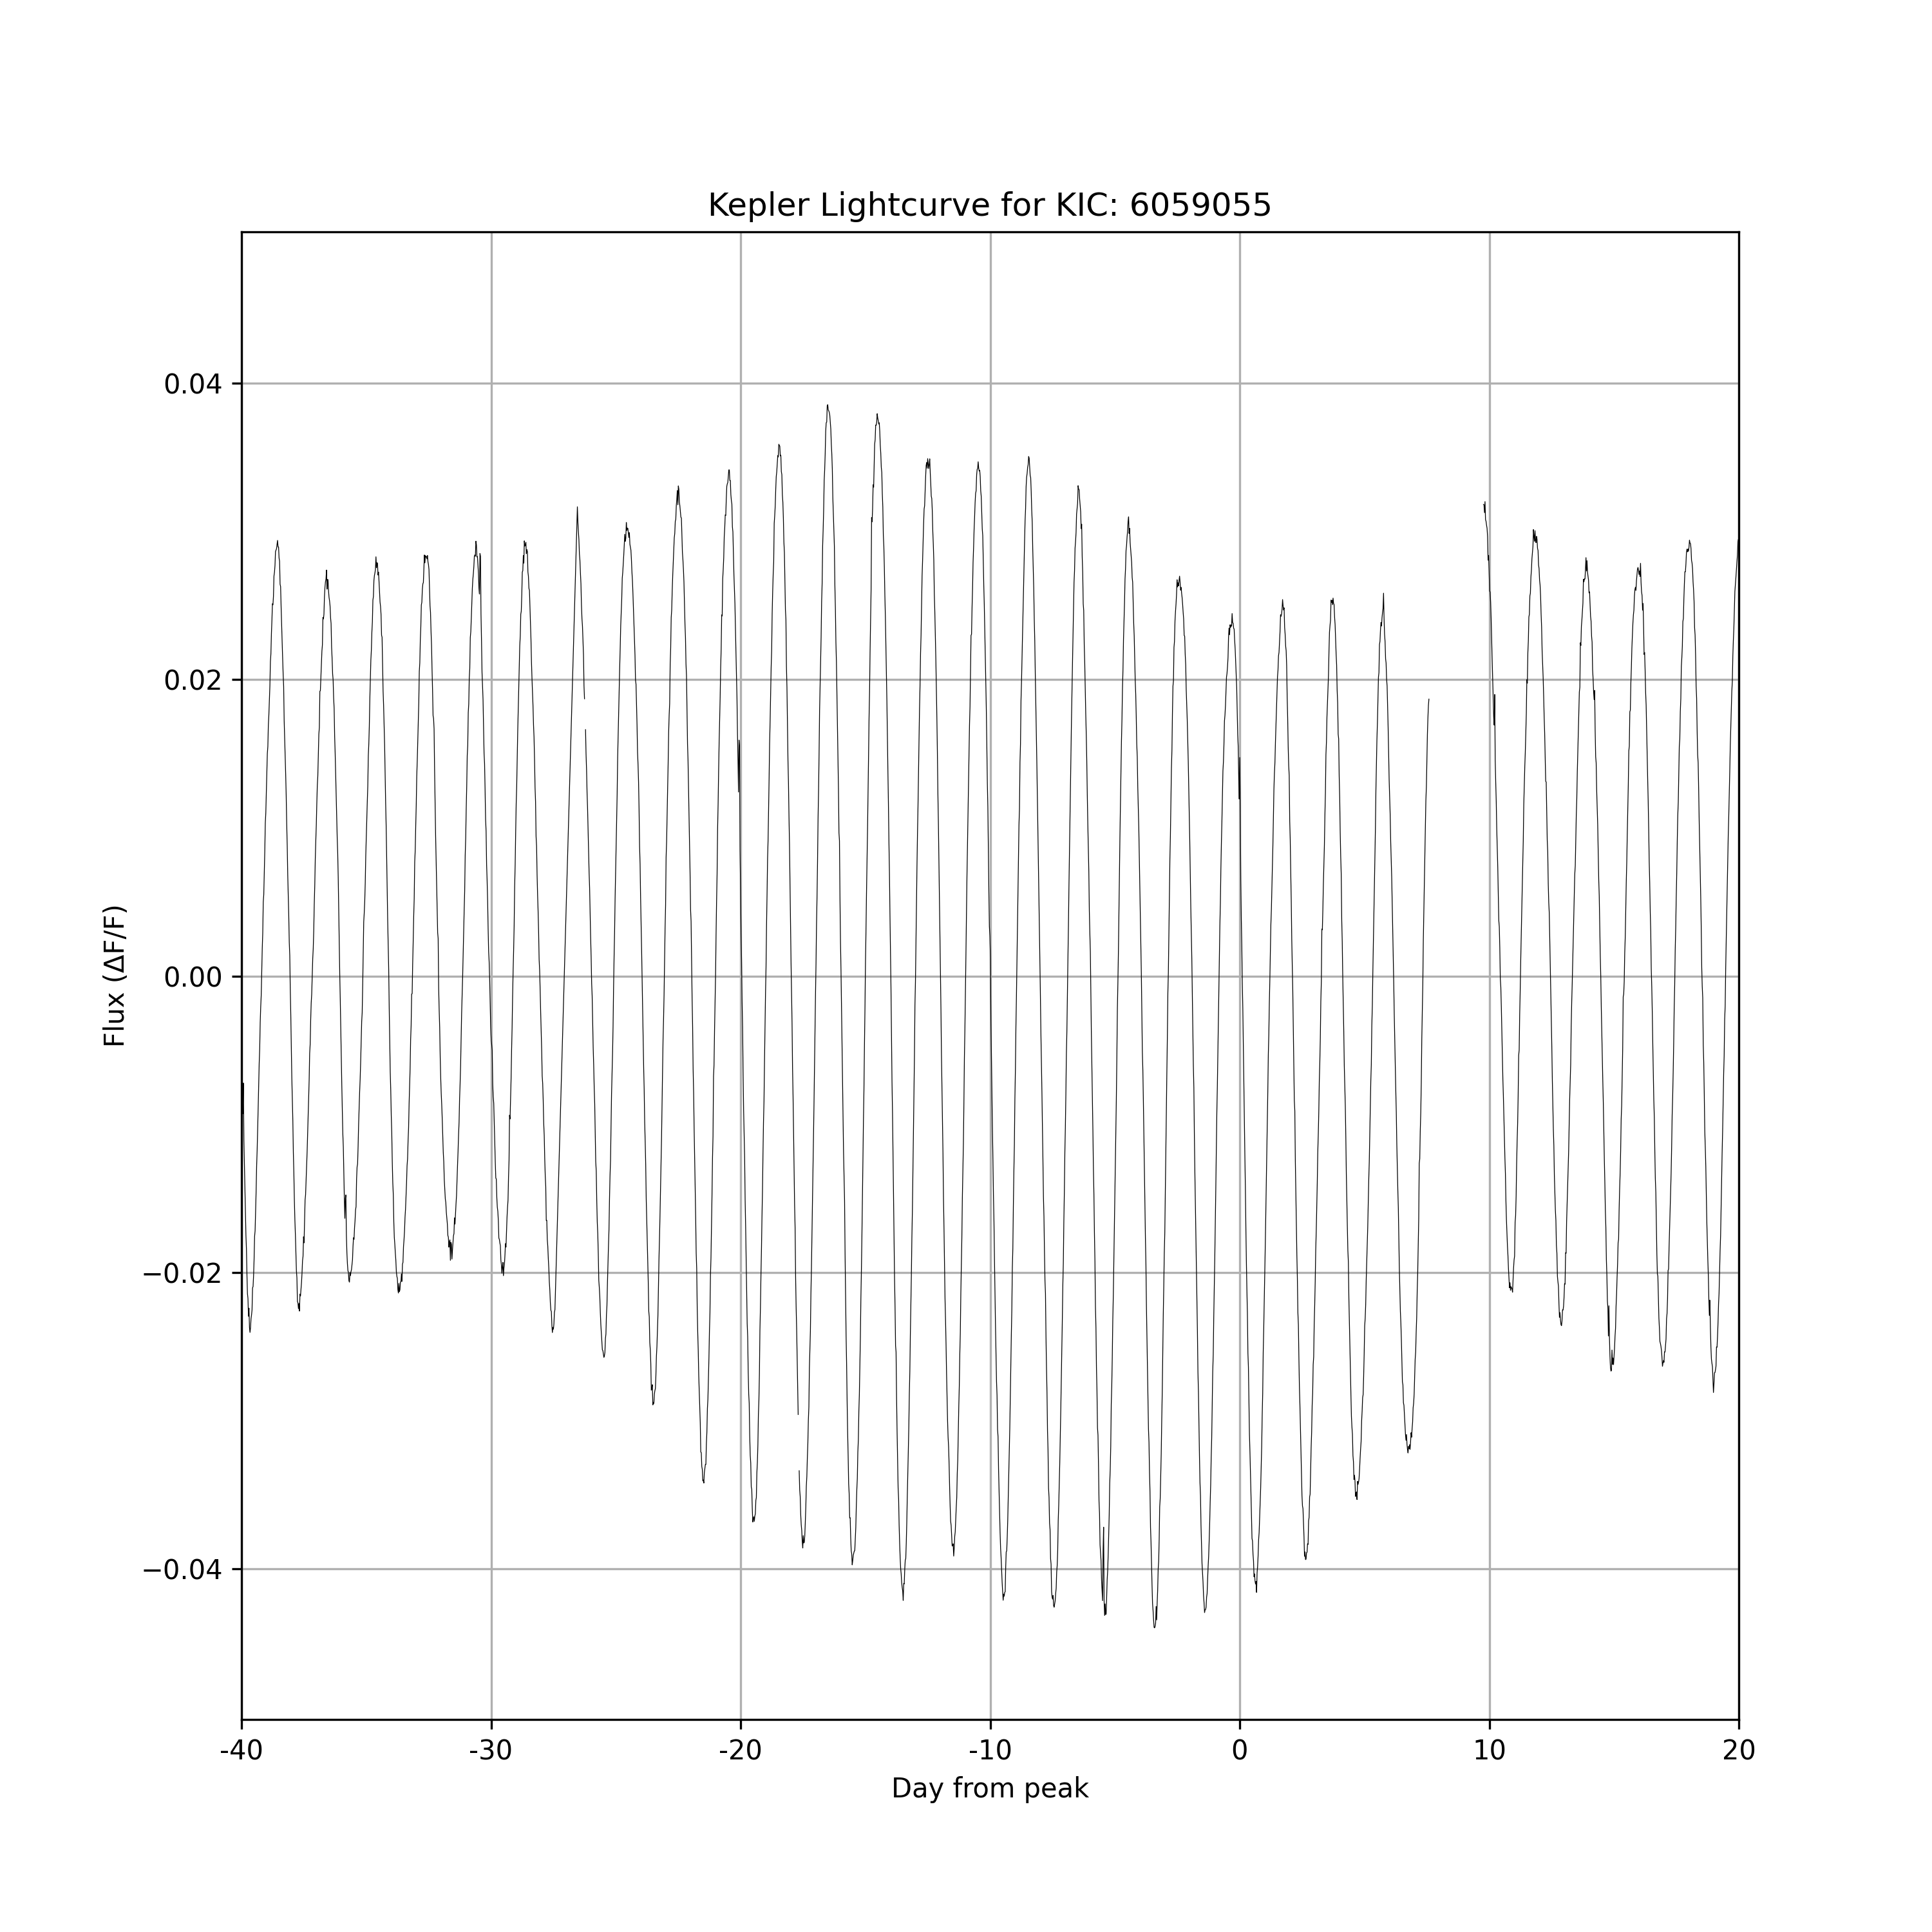 Kepler Lightcurve for KIC: 6059055
0.04
0.02
0.00
−0.02
−0.04
Flux (ΔF/F)
-40 -30 -20 -10 0 10 20
Day from peak